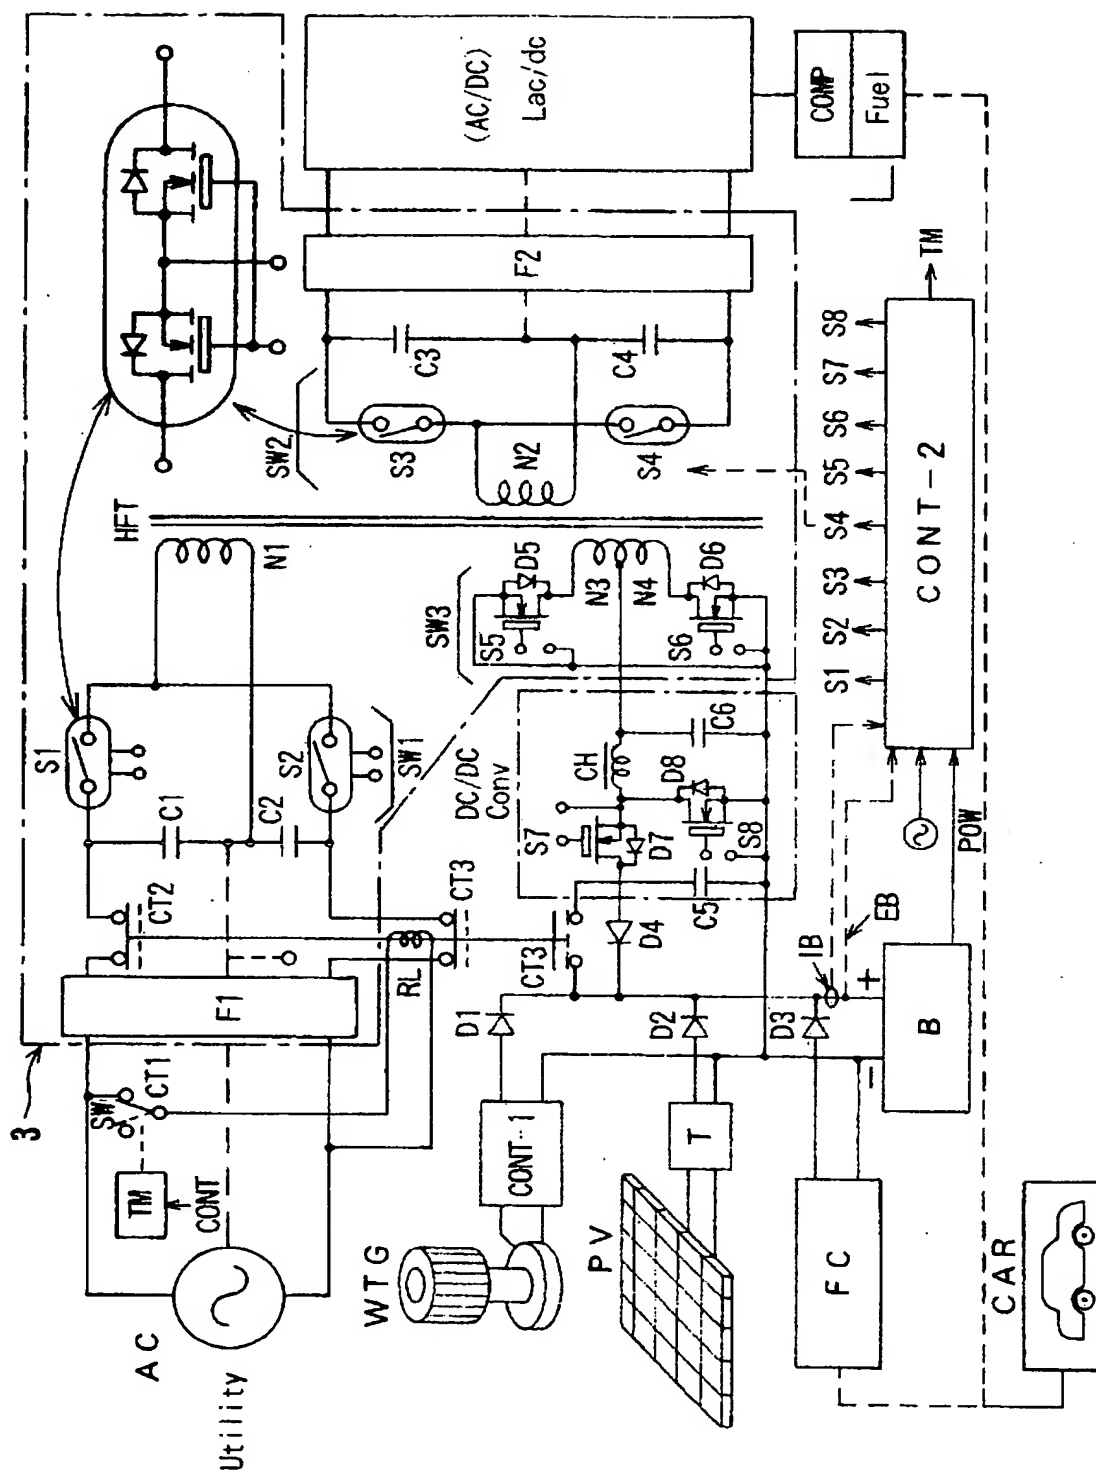 3
AC
Utility
TM
CONT
SW
CT1
F1
CT2
C1
S1
C2
S2
SW1
N1
HFT
RL
CT3
WTG
CONT-1
D1
CT3
DC/DC
Conv
SW3
SW2
S3
C3
N2
S4
C4
F2
(AC/DC)
Lac/dc
PV
T
D2
D4
S7
D7
CH
S5
D5
N3
N4
S6
D6
C5
S8
D8
C6
FC
D3
IB
EB
+
-
B
POW
S1
S2
S3
S4
S5
S6
S7
S8
CONT-2
TM
COMP
Fuel
CAR